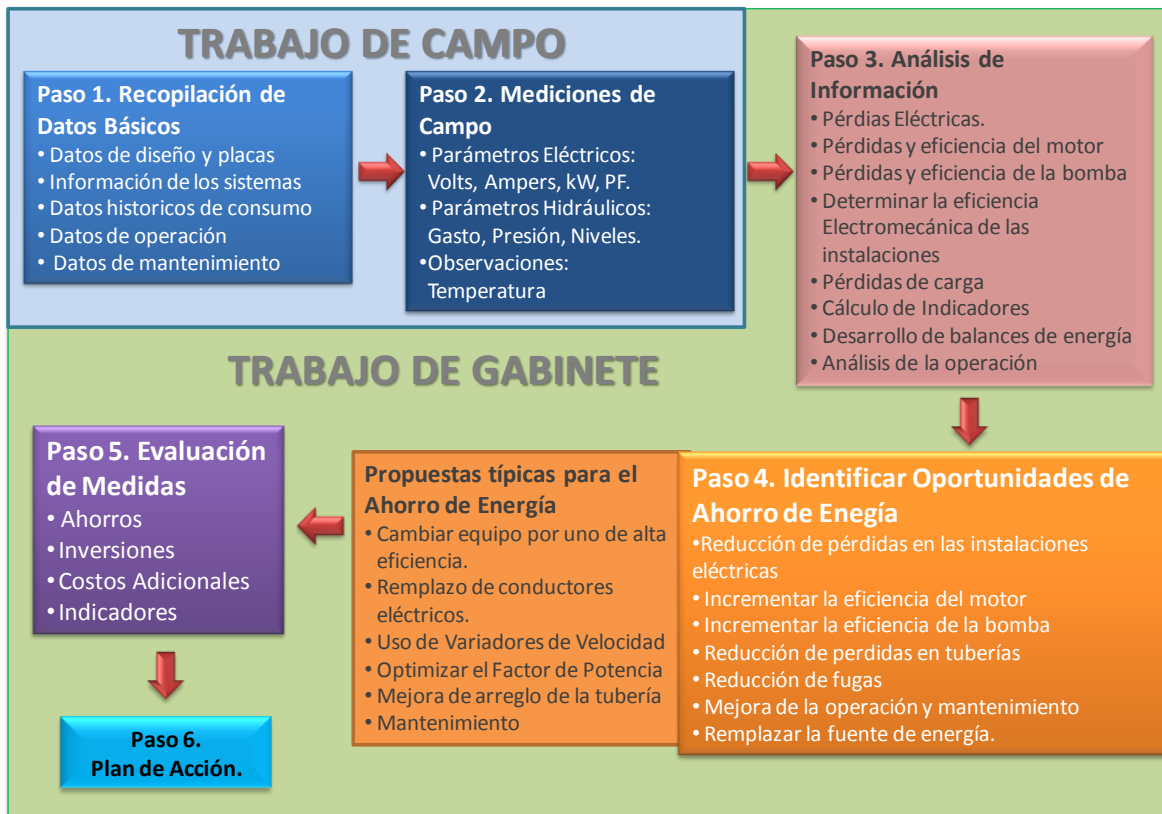 TRABAJO DE CAMPO
Paso 1. Recopilación de
Datos Básicos
• Datos de diseño y placas
• Información de los sistemas
• Datos historicos de consumo
• Datos de operación
• Datos de mantenimiento
Paso 2. Mediciones de
Campo
• Parámetros Eléctricos:
Volts, Ampers, kW, PF.
• Parámetros Hidráulicos:
Gasto, Presión, Niveles.
•Observaciones:
Temperatura
Paso 3. Análisis de
Información
• Pérdias Eléctricas.
• Pérdidas y eficiencia del motor
• Pérdidas y eficiencia de la bomba
• Determinar la eficiencia
Electromecánica de las
instalaciones
• Pérdidas de carga
• Cálculo de Indicadores
• Desarrollo de balances de energía
• Análisis de la operación
TRABAJO DE GABINETE
Paso 4. Identificar Oportunidades de
Ahorro de Enegía
•Reducción de pérdidas en las instalaciones
eléctricas
• Incrementar la eficiencia del motor
• Incrementar la eficiencia de la bomba
• Reducción de perdidas en tuberías
• Reducción de fugas
• Mejora de la operación y mantenimiento
• Remplazar la fuente de energía.
Propuestas típicas para el
Ahorro de Energía
• Cambiar equipo por uno de alta
eficiencia.
• Remplazo de conductores
eléctricos.
• Uso de Variadores de Velocidad
• Optimizar el Factor de Potencia
• Mejora de arreglo de la tubería
• Mantenimiento
Paso 5. Evaluación
de Medidas
• Ahorros
• Inversiones
• Costos Adicionales
• Indicadores
Paso 6.
Plan de Acción.